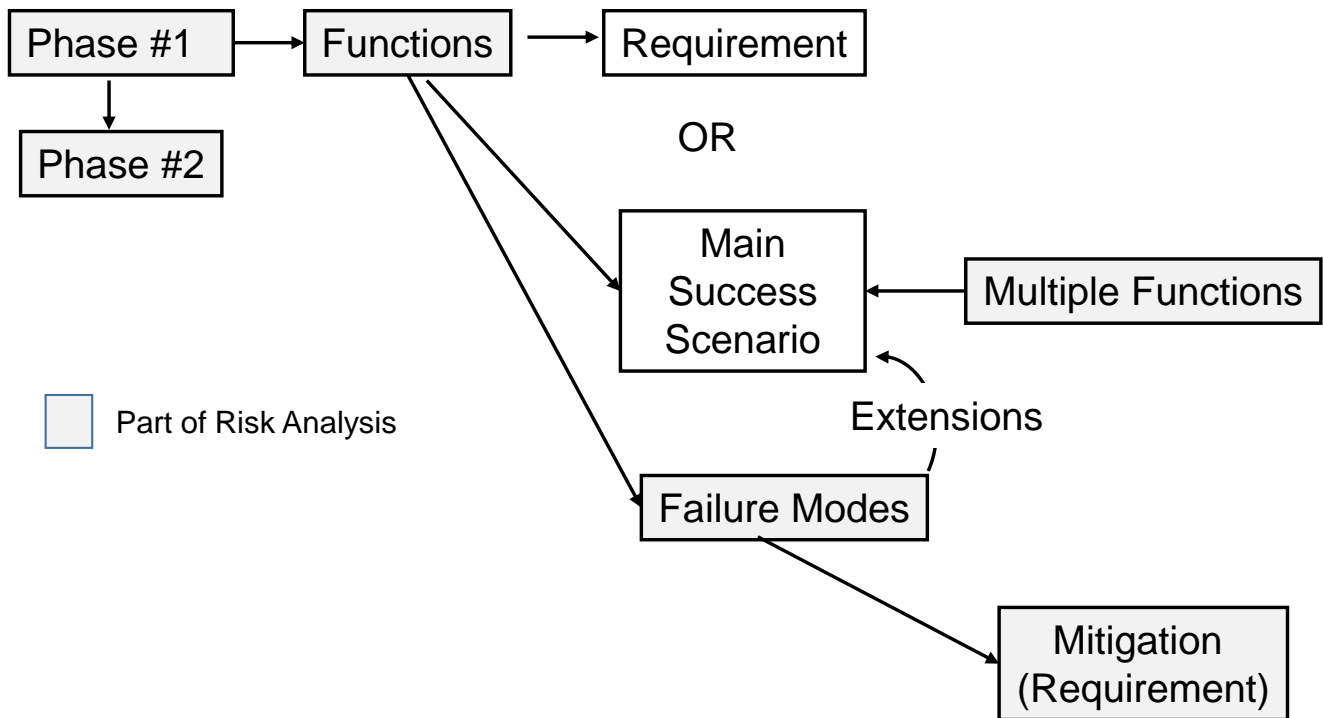 Phase #1
Functions
Requirement
Phase #2
OR
Main
Success
Scenario
Multiple Functions
Part of Risk Analysis
Extensions
Failure Modes
Mitigation
(Requirement)